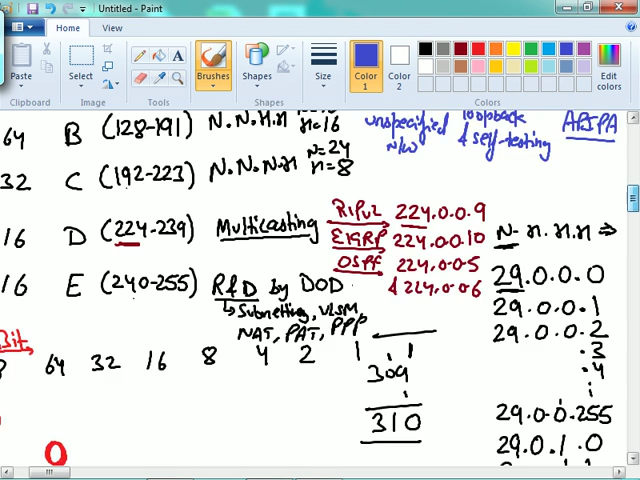 Untitled - Paint
Home
View
Paste
Select
Brushes
Shapes
Size
Color 1
Color 2
Edit colors
Clipboard
Image
Tools
Colors
64 B (128-191) N.N.H.H
H=16
unspecified N/W
loopback & self-testing
APIPA
32 C (192-223) N.N.N.H
N=24
H=8
16 D (224-239) Multicasting
RIPv2 224.0.0.9
EIGRP 224.0.0.10
OSPF 224.0.0.5
& 224.0.0.6
16 E (240-255) R&D by DOD
Subnetting, VLSM
NAT, PAT, PPP
Bit
64 32 16 8 4 2 1
309
310
0
N. H. H. H ⇒
29.0.0.0
29.0.0.1
29.0.0.2
.3
.4
29.0.0.255
29.0.1.0